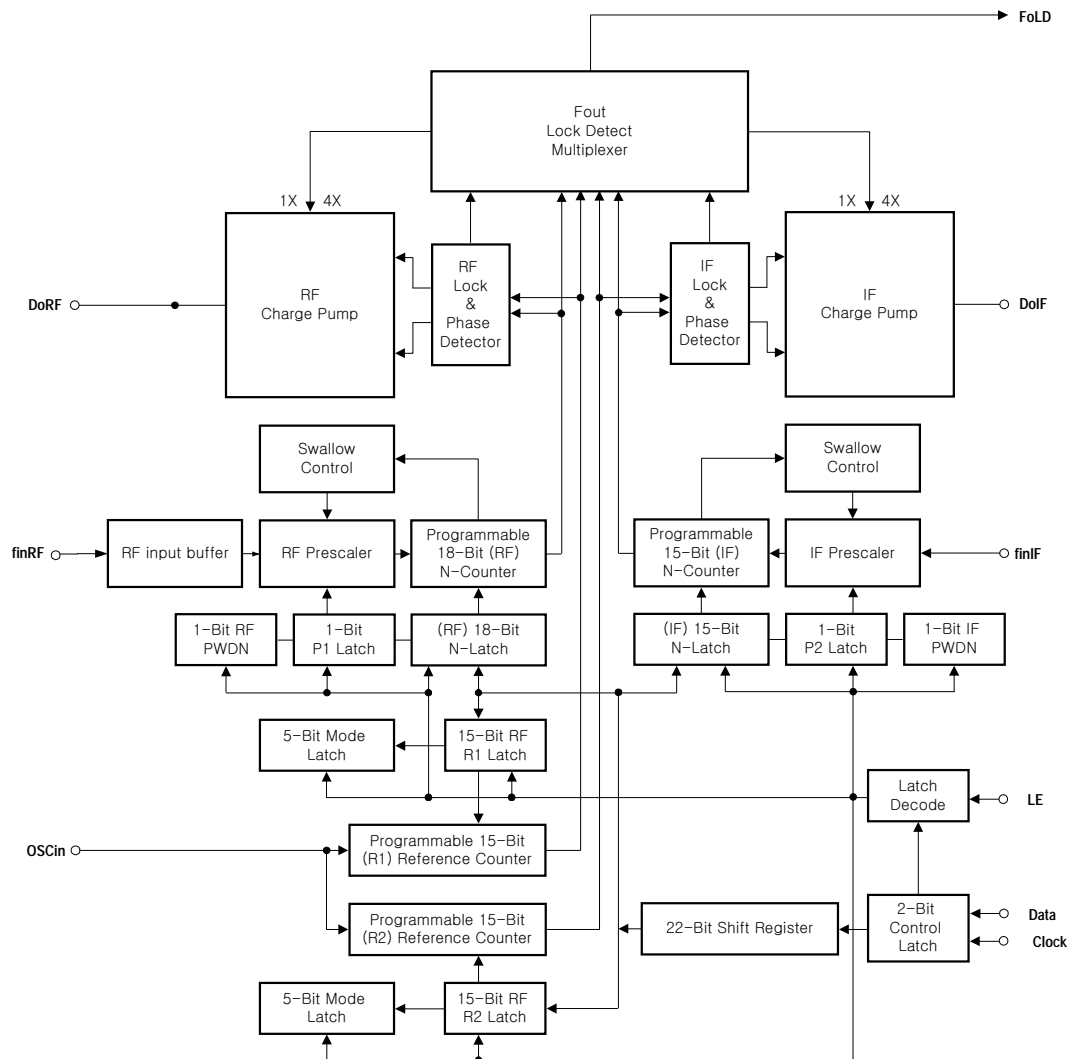 FoLD
Fout
Lock Detect
Multiplexer
1X 4X
1X 4X
DoRF
RF
Charge Pump
RF
Lock
&
Phase
Detector
IF
Lock
&
Phase
Detector
IF
Charge Pump
DoIF
Swallow
Control
Swallow
Control
finRF
RF input buffer
RF Prescaler
Programmable
18-Bit (RF)
N-Counter
Programmable
15-Bit (IF)
N-Counter
IF Prescaler
finIF
1-Bit RF
PWDN
1-Bit
P1 Latch
(RF) 18-Bit
N-Latch
(IF) 15-Bit
N-Latch
1-Bit
P2 Latch
1-Bit IF
PWDN
5-Bit Mode
Latch
15-Bit RF
R1 Latch
Latch
Decode
LE
OSCin
Programmable 15-Bit
(R1) Reference Counter
Programmable 15-Bit
(R2) Reference Counter
22-Bit Shift Register
2-Bit
Control
Latch
Data
Clock
5-Bit Mode
Latch
15-Bit RF
R2 Latch